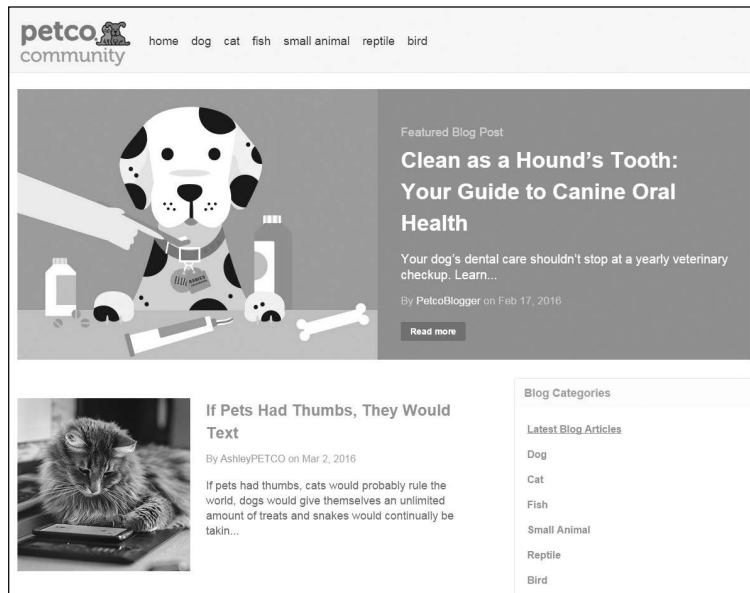 petco
community
home dog cat fish small animal reptile bird
Featured Blog Post
Clean as a Hound's Tooth:
Your Guide to Canine Oral
Health
Your dog's dental care shouldn't stop at a yearly veterinary
checkup. Learn...
By PetcoBlogger on Feb 17, 2016
Read more
If Pets Had Thumbs, They Would
Text
By AshleyPETCO on Mar 2, 2016
If pets had thumbs, cats would probably rule the
world, dogs would give themselves an unlimited
amount of treats and snakes would continually be
takin...
Blog Categories
Latest Blog Articles
Dog
Cat
Fish
Small Animal
Reptile
Bird